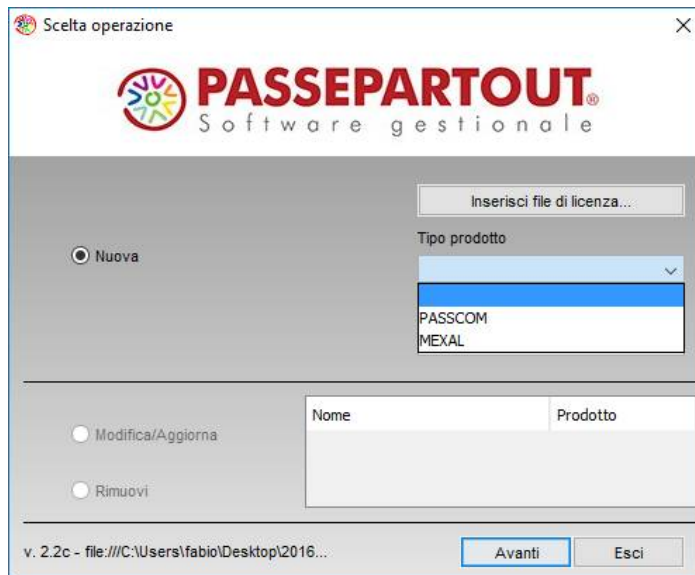 Scelta operazione
PASSEPARTOUT®
Software gestionale
Inserisci file di licenza...
Tipo prodotto
Nuova
PASSCOM
MEXAL
Nome Prodotto
Modifica/Aggiorna
Rimuovi
v. 2.2c - file:///C:\Users\fabio\Desktop\2016...
Avanti Esci